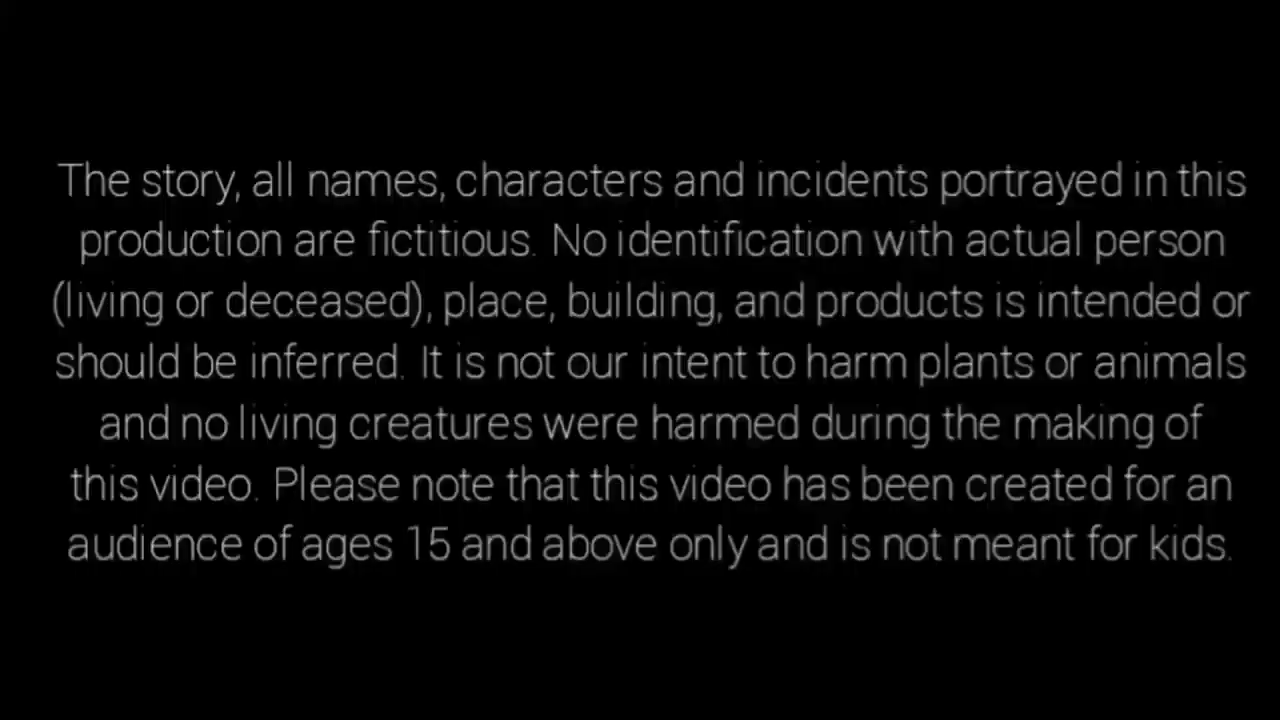 The story, all names, characters and incidents portrayed in this
production are fictitious. No identification with actual person
(living or deceased), place, building, and products is intended or
should be inferred. It is not our intent to harm plants or animals
and no living creatures were harmed during the making of
this video. Please note that this video has been created for an
audience of ages 15 and above only and is not meant for kids.